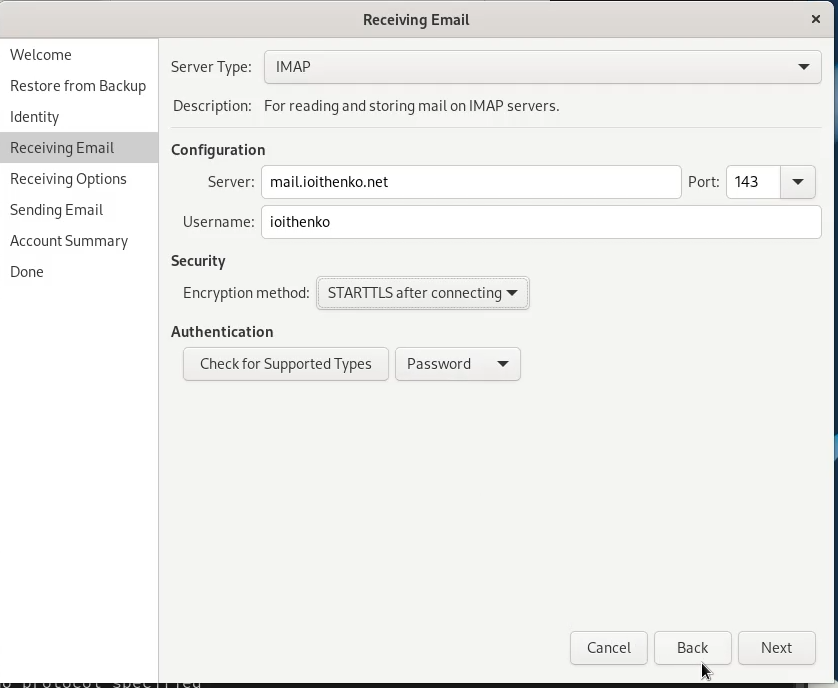 Receiving Email
Welcome
Restore from Backup
Identity
Receiving Email
Receiving Options
Sending Email
Account Summary
Done
Server Type: IMAP
Description: For reading and storing mail on IMAP servers.
Configuration
Server: mail.ioithenko.net Port: 143
Username: ioithenko
Security
Encryption method: STARTTLS after connecting
Authentication
Check for Supported Types Password
Cancel Back Next
protocol specified